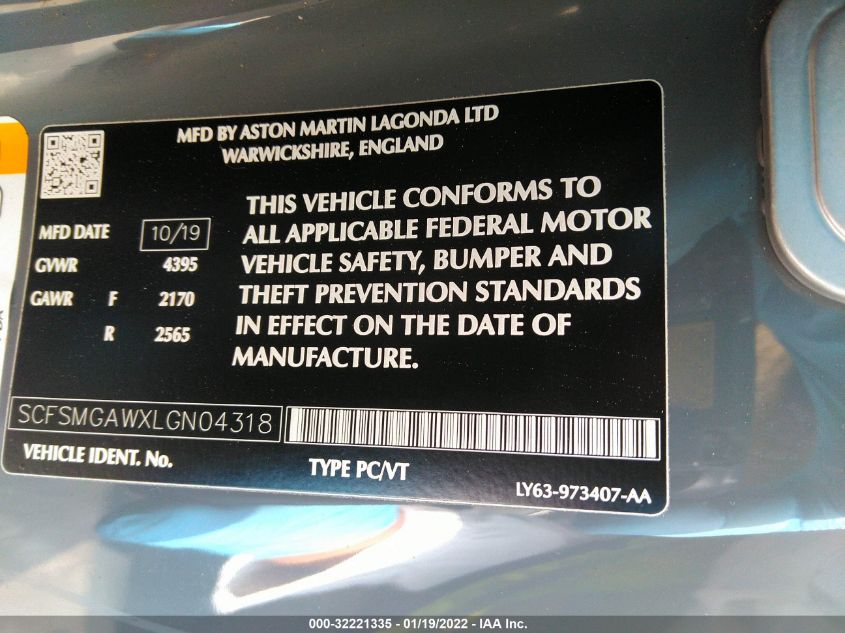 MFD BY ASTON MARTIN LAGONDA LTD
WARWICKSHIRE, ENGLAND
THIS VEHICLE CONFORMS TO
ALL APPLICABLE FEDERAL MOTOR
VEHICLE SAFETY, BUMPER AND
THEFT PREVENTION STANDARDS
IN EFFECT ON THE DATE OF
MANUFACTURE.
MFD DATE 10/19
GVWR 4395
GAWR F 2170
R 2565
SCFSMGAWXLGN04318
VEHICLE IDENT. No.
TYPE PC/VT
LY63-973407-AA
000-32221335 - 01/19/2022 - IAA Inc.